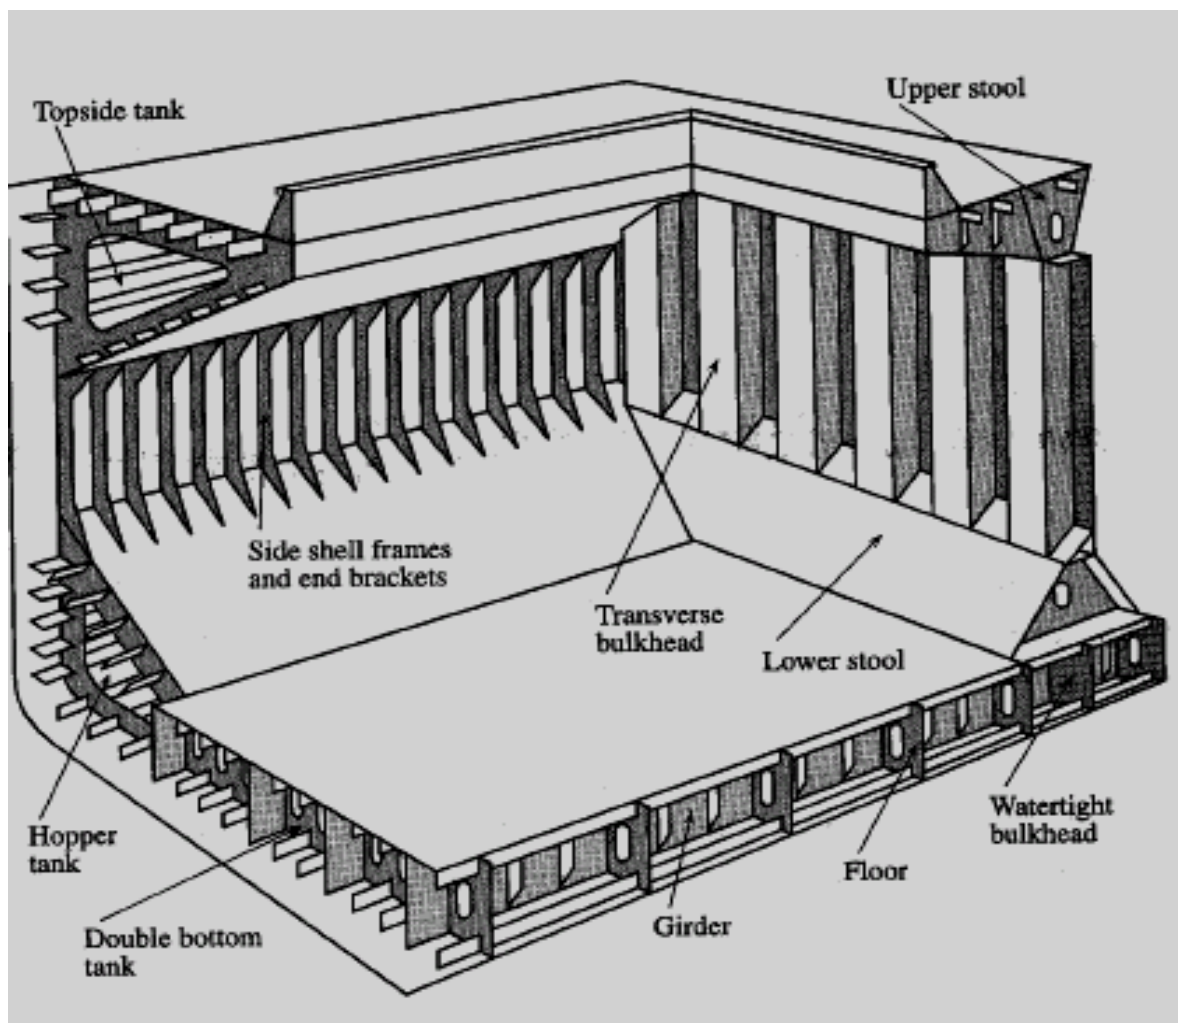 Topside tank
Upper stool
Side shell frames
and end brackets
Transverse
bulkhead
Lower stool
Hopper
tank
Watertight
bulkhead
Floor
Girder
Double bottom
tank